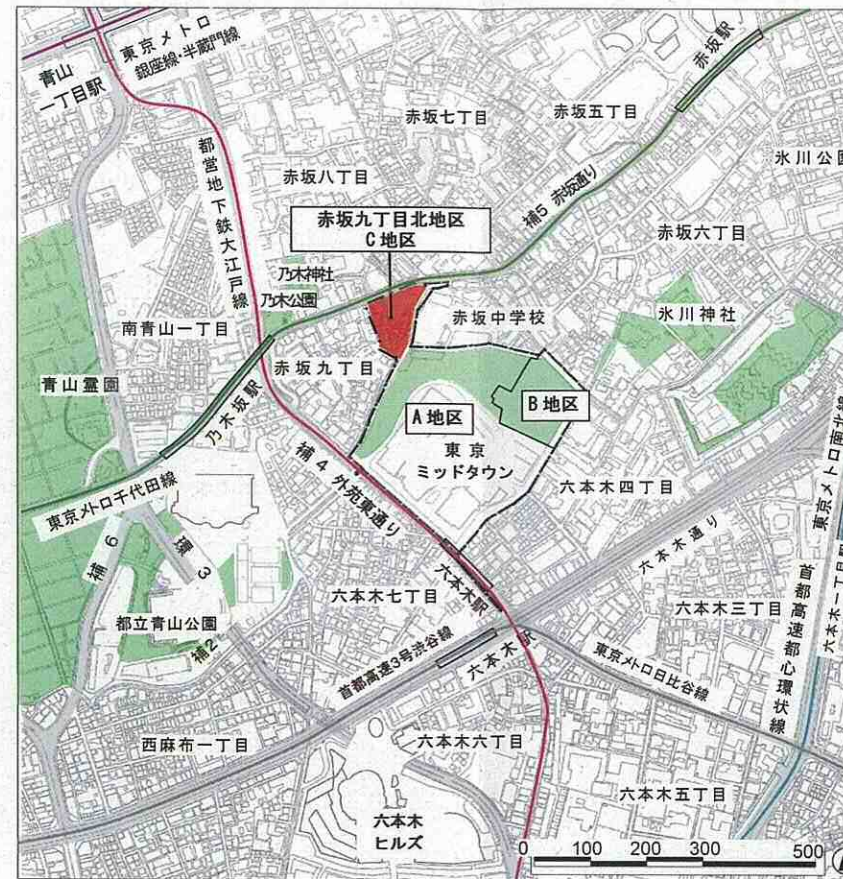 東京メトロ
銀座線・半蔵門線
青山
一丁目駅
都営地下鉄大江戸線
赤坂七丁目
赤坂五丁目
赤坂駅
氷川公園
赤坂八丁目
補5 赤坂通り
赤坂九丁目北地区
C地区
赤坂六丁目
乃木神社
乃木公園
赤坂中学校
氷川神社
南青山一丁目
赤坂九丁目
青山霊園
乃木坂駅
A地区
B地区
東京
ミッドタウン
東京メトロ南北線
補4 外苑東通り
六本木四丁目
東京メトロ千代田線
六本木通り
補6
環3
六本木駅
六本木七丁目
六本木三丁目
首都高速都心環状線
六本木一丁目駅
都立青山公園
補2
首都高速3号渋谷線
六本木駅
東京メトロ日比谷線
西麻布一丁目
六本木六丁目
六本木五丁目
六本木
ヒルズ
0 100 200 300 500